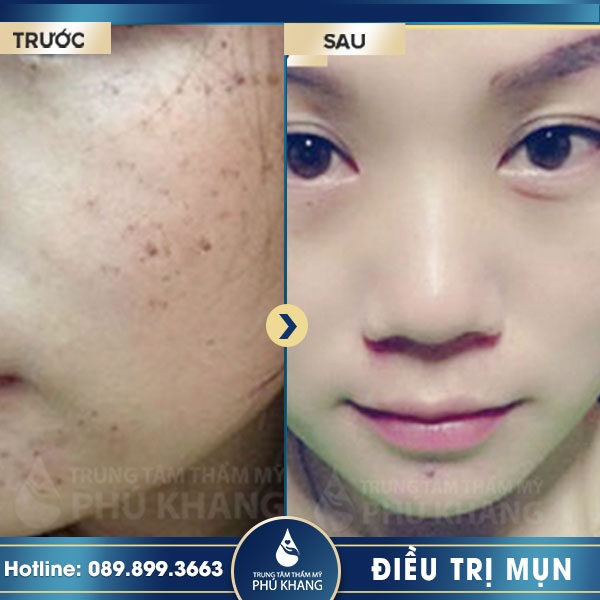 TRƯỚC
SAU
TRUNG TÂM THẨM MỸ
PHÚ KHANG
TRUNG TÂM THẨM MỸ
PHÚ KHANG
Hotline: 089.899.3663
TRUNG TÂM THẨM MỸ
PHÚ KHANG
ĐIỀU TRỊ MỤN